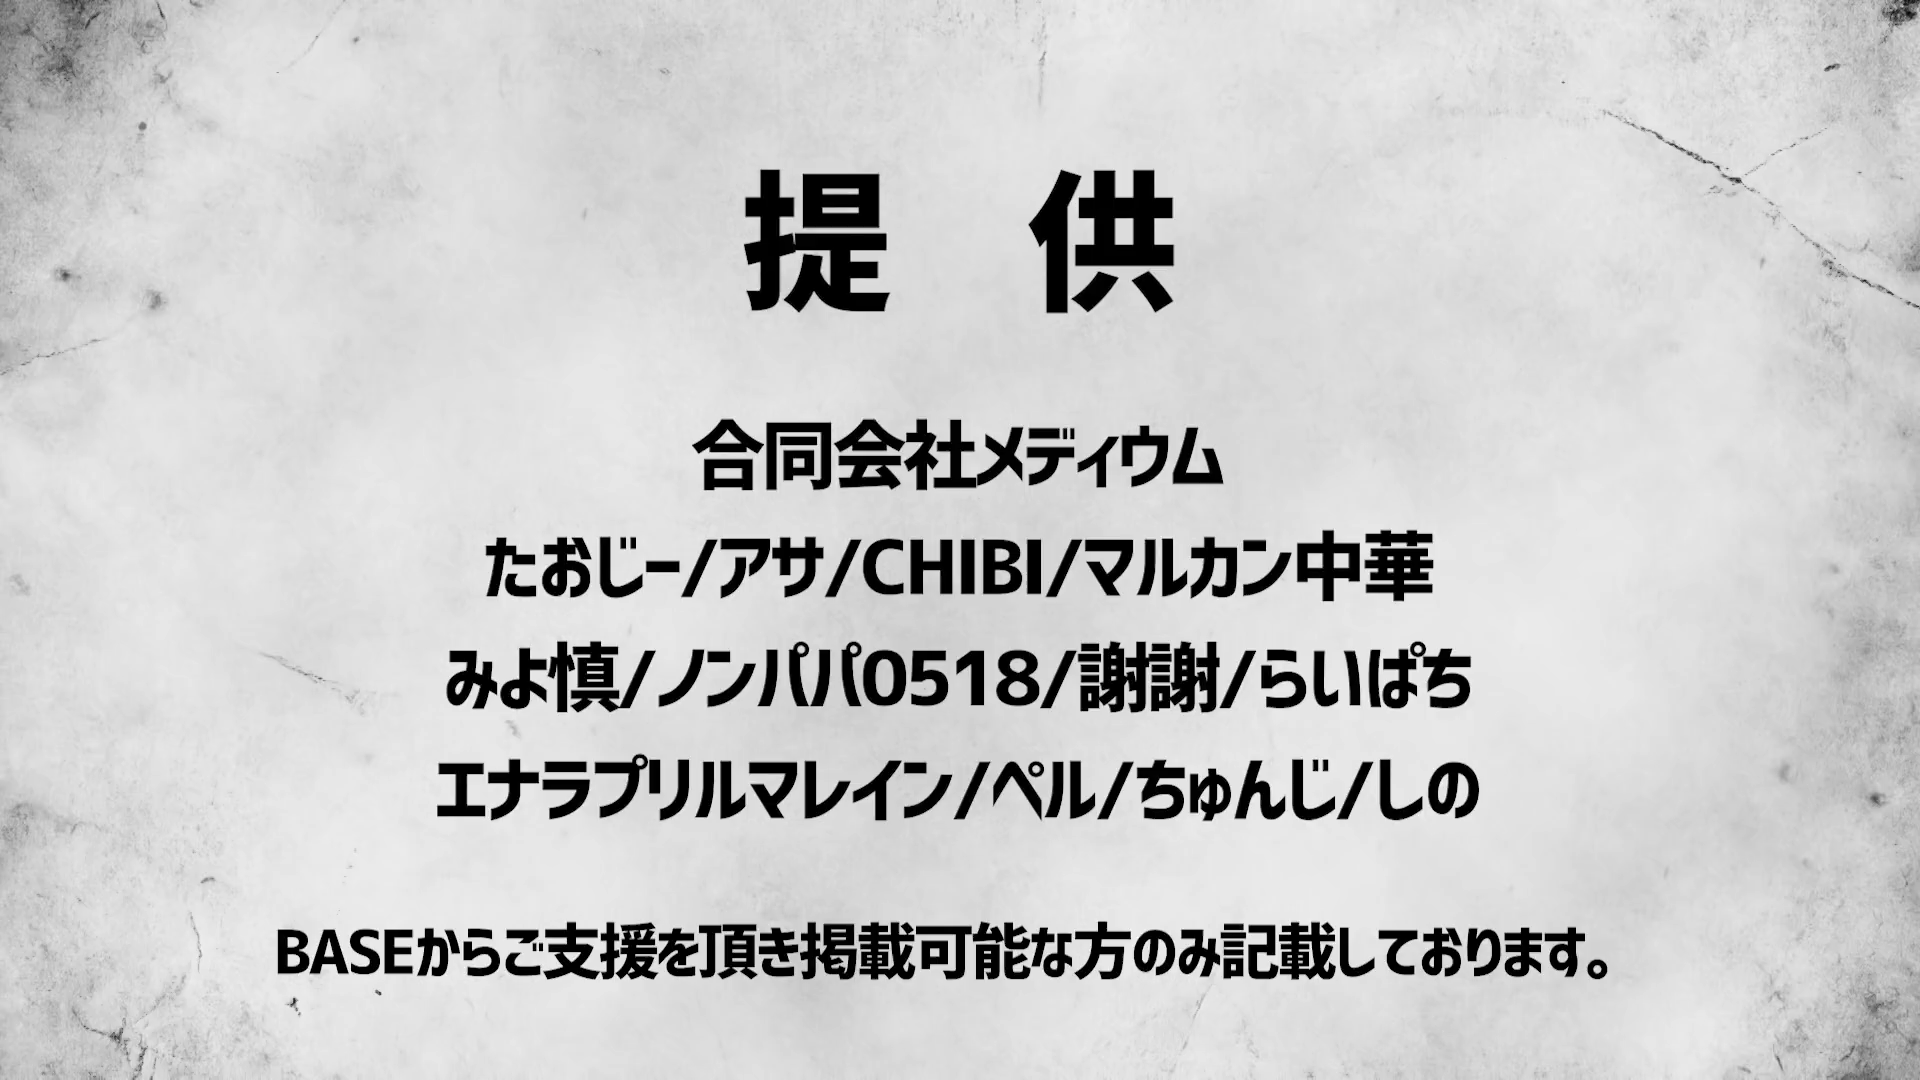 提 供
合同会社メディウム
たおじー/アサ/CHIBI/マルカン中華
みよ慎/ノンパパ0518/謝謝/らいぱち
エナラプリルマレイン/ペル/ちゅんじ/しの
BASEからご支援を頂き掲載可能な方のみ記載しております。